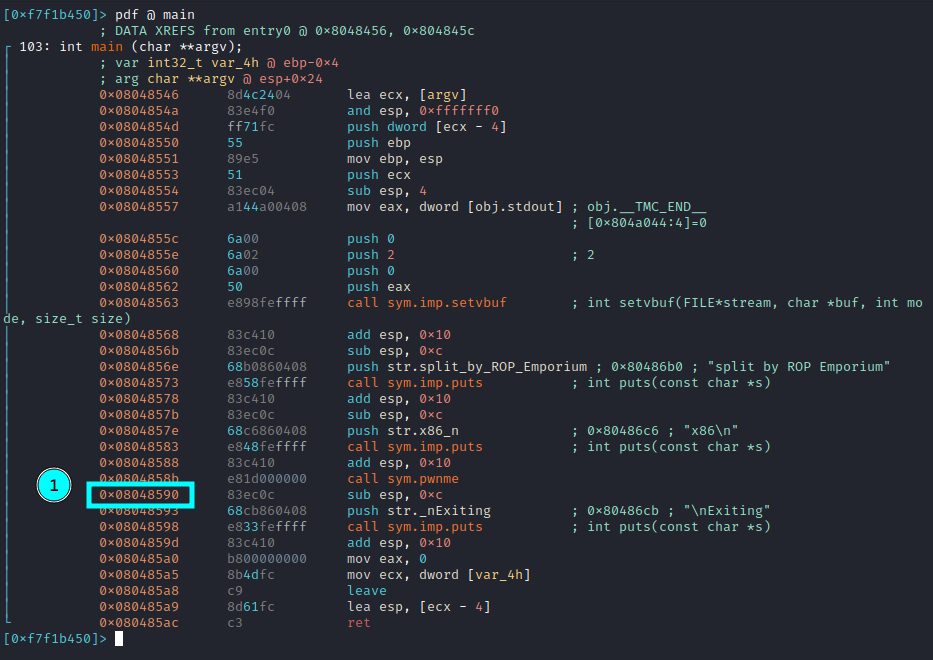 [0×f7f1b450]> pdf @ main
; DATA XREFS from entry0 @ 0×8048456, 0×804845c
103: int main (char **argv);
; var int32_t var_4h @ ebp-0×4
; arg char **argv @ esp+0×24
0×08048546 8d4c2404 lea ecx, [argv]
0×0804854a 83e4f0 and esp, 0×fffffff0
0×0804854d ff71fc push dword [ecx - 4]
0×08048550 55 push ebp
0×08048551 89e5 mov ebp, esp
0×08048553 51 push ecx
0×08048554 83ec04 sub esp, 4
0×08048557 a144a00408 mov eax, dword [obj.stdout] ; obj.__TMC_END__
; [0×804a044:4]=0
0×0804855c 6a00 push 0
0×0804855e 6a02 push 2 ; 2
0×08048560 6a00 push 0
0×08048562 50 push eax
0×08048563 e898feffff call sym.imp.setvbuf ; int setvbuf(FILE*stream, char *buf, int mo
de, size_t size)
0×08048568 83c410 add esp, 0×10
0×0804856b 83ec0c sub esp, 0×c
0×0804856e 68b0860408 push str.split_by_ROP_Emporium ; 0×80486b0 ; "split by ROP Emporium"
0×08048573 e858feffff call sym.imp.puts ; int puts(const char *s)
0×08048578 83c410 add esp, 0×10
0×0804857b 83ec0c sub esp, 0×c
0×0804857e 68c6860408 push str.x86_n ; 0×80486c6 ; "x86\n"
0×08048583 e848feffff call sym.imp.puts ; int puts(const char *s)
0×08048588 83c410 add esp, 0×10
0×0804858b e81d000000 call sym.pwnme
1 0×08048590 83ec0c sub esp, 0×c
0×08048593 68cb860408 push str._nExiting ; 0×80486cb ; "\nExiting"
0×08048598 e833feffff call sym.imp.puts ; int puts(const char *s)
0×0804859d 83c410 add esp, 0×10
0×080485a0 b800000000 mov eax, 0
0×080485a5 8b4dfc mov ecx, dword [var_4h]
0×080485a8 c9 leave
0×080485a9 8d61fc lea esp, [ecx - 4]
0×080485ac c3 ret
[0×f7f1b450]>